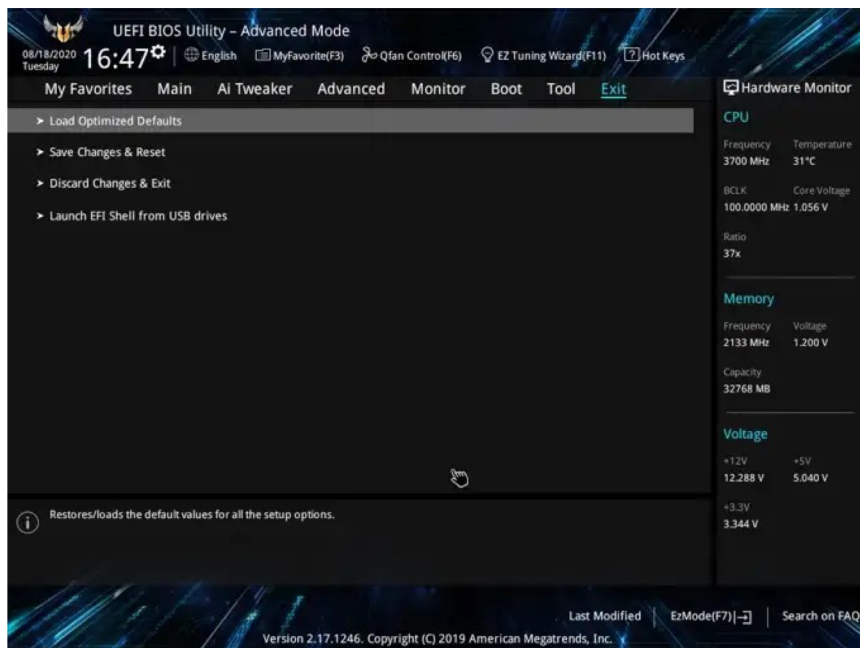 UEFI BIOS Utility – Advanced Mode
08/18/2020
Tuesday
16:47
English
MyFavorite(F3)
Qfan Control(F6)
EZ Tuning Wizard(F11)
? Hot Keys
My Favorites
Main
Ai Tweaker
Advanced
Monitor
Boot
Tool
Exit
> Load Optimized Defaults
> Save Changes & Reset
> Discard Changes & Exit
> Launch EFI Shell from USB drives
Hardware Monitor
CPU
Frequency Temperature
3700 MHz 31°C
BCLK Core Voltage
100.0000 MHz 1.056 V
Ratio
37x
Memory
Frequency Voltage
2133 MHz 1.200 V
Capacity
32768 MB
Voltage
+12V +5V
12.288 V 5.040 V
+3.3V
3.344 V
i Restores/loads the default values for all the setup options.
Last Modified
EzMode(F7)
Search on FAQ
Version 2.17.1246. Copyright (C) 2019 American Megatrends, Inc.